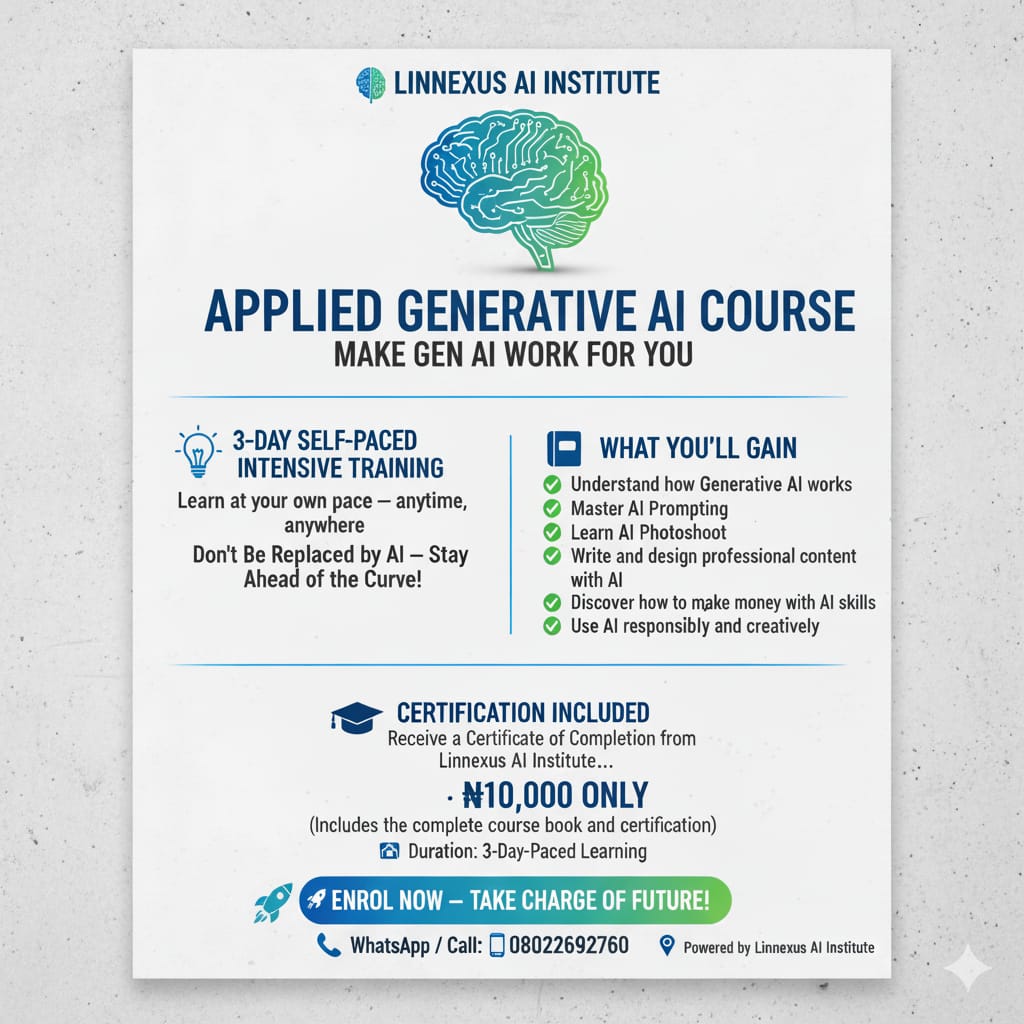 LINNEXUS AI INSTITUTE
APPLIED GENERATIVE AI COURSE
MAKE GEN AI WORK FOR YOU
3-DAY SELF-PACED
INTENSIVE TRAINING
Learn at your own pace – anytime,
anywhere
Don't Be Replaced by AI – Stay
Ahead of the Curve!
WHAT YOU'LL GAIN
Understand how Generative AI works
Master AI Prompting
Learn AI Photoshoot
Write and design professional content
with AI
Discover how to make money with AI skills
Use AI responsibly and creatively
CERTIFICATION INCLUDED
Receive a Certificate of Completion from
Linnexus AI Institute...
· ₦10,000 ONLY
(Includes the complete course book and certification)
Duration: 3-Day-Paced Learning
ENROL NOW – TAKE CHARGE OF FUTURE!
WhatsApp / Call: 08022692760
Powered by Linnexus AI Institute